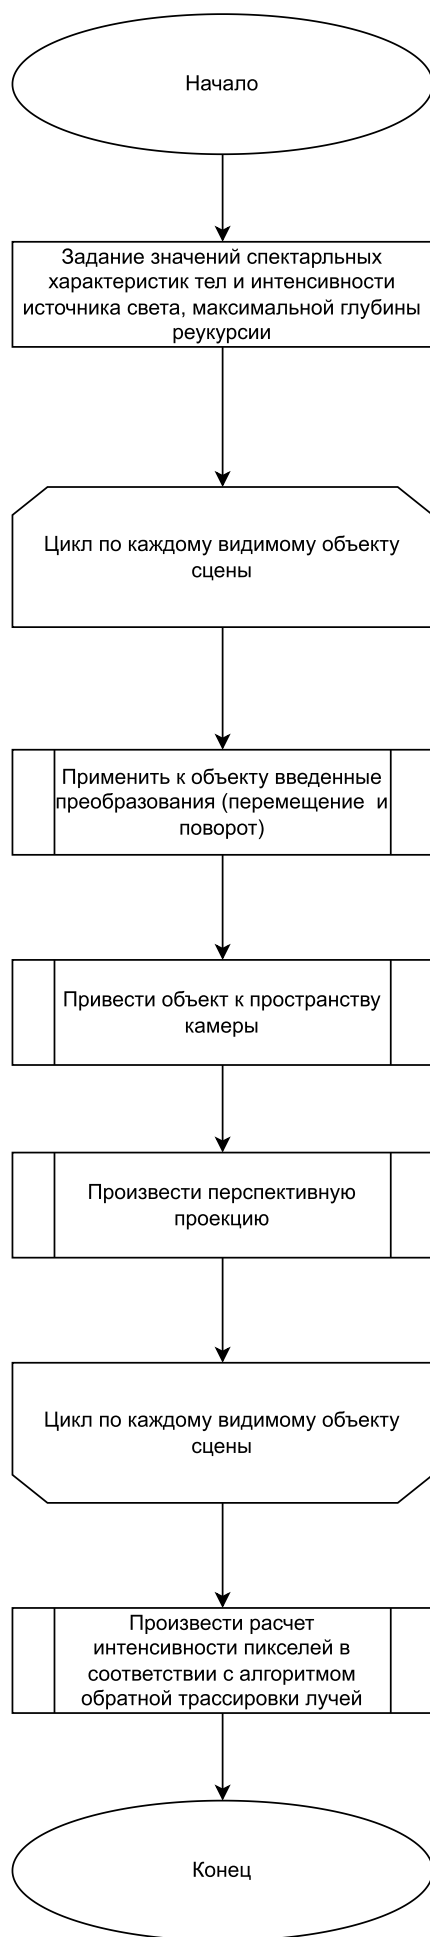 Начало
Задание значений спектарльных
характеристик тел и интенсивности
источника света, максимальной глубины
реукурсии
Цикл по каждому видимому объекту
сцены
Применить к объекту введенные
преобразования (перемещение и
поворот)
Привести объект к пространству
камеры
Произвести перспективную
проекцию
Цикл по каждому видимому объекту
сцены
Произвести расчет
интенсивности пикселей в
соответствии с алгоритмом
обратной трассировки лучей
Конец